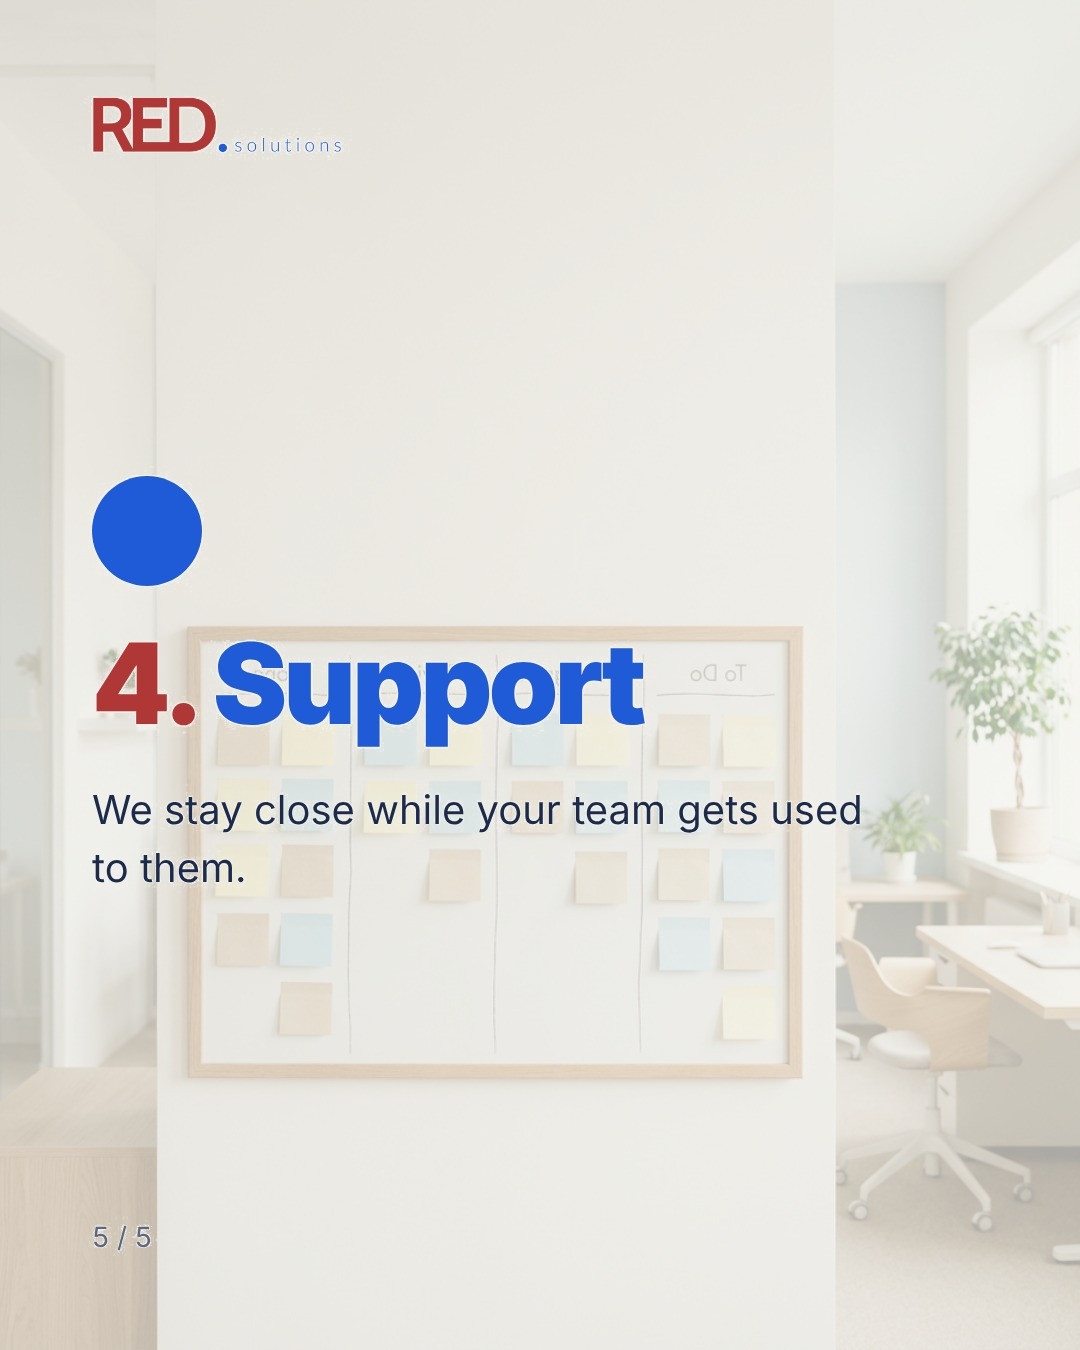 RED.solutions
4. Support
We stay close while your team gets used
to them.
To Do
5 / 5